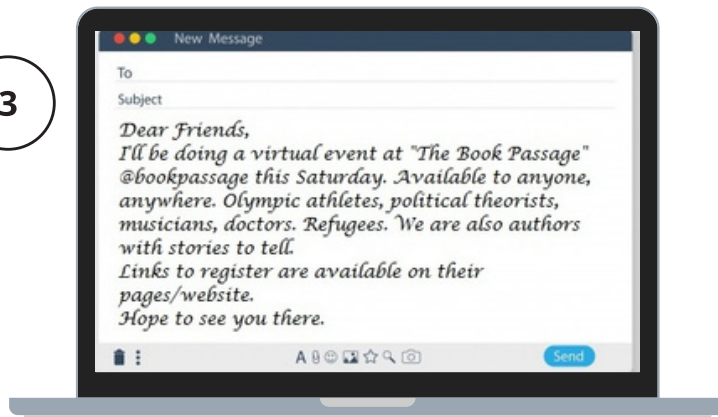 3
New Message
To
Subject
Dear Friends,
I'll be doing a virtual event at "The Book Passage"
@bookpassage this Saturday. Available to anyone,
anywhere. Olympic athletes, political theorists,
musicians, doctors. Refugees. We are also authors
with stories to tell.
Links to register are available on their
pages/website.
Hope to see you there.
A
Send